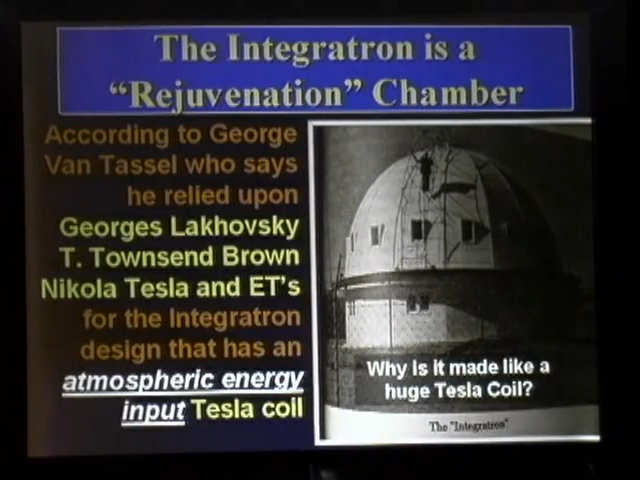 The Integratron is a
“Rejuvenation” Chamber
According to George
Van Tassel who says
he relied upon
Georges Lakhovsky
T. Townsend Brown
Nikola Tesla and ET's
for the Integratron
design that has an
atmospheric energy
input Tesla coil
Why Is it made like a
huge Tesla Coil?
The "Integratron"